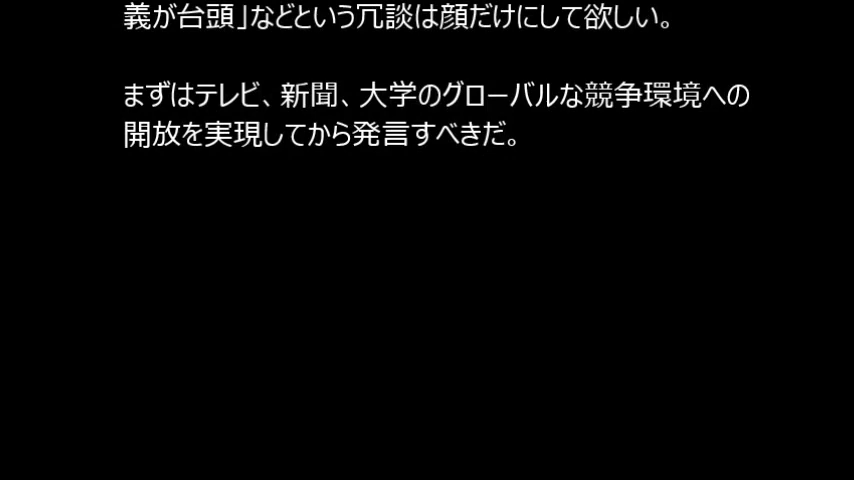 義が台頭」などという冗談は顔だけにして欲しい。
まずはテレビ、新聞、大学のグローバルな競争環境への
開放を実現してから発言すべきだ。